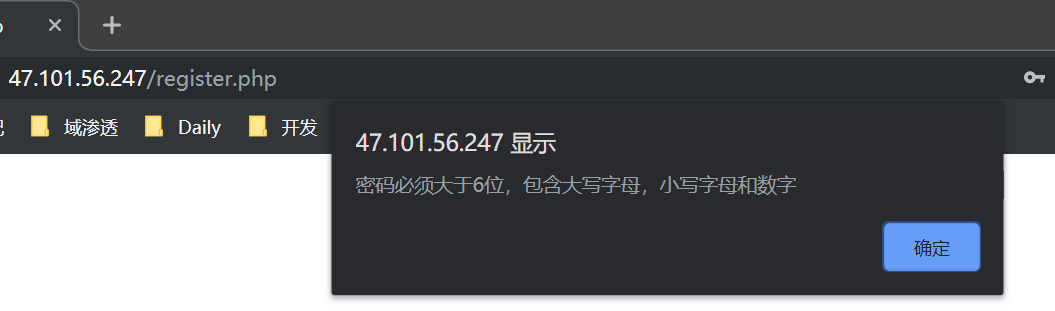 47.101.56.247/register.php
域渗透 Daily 开发
47.101.56.247 显示
密码必须大于6位，包含大写字母，小写字母和数字
确定